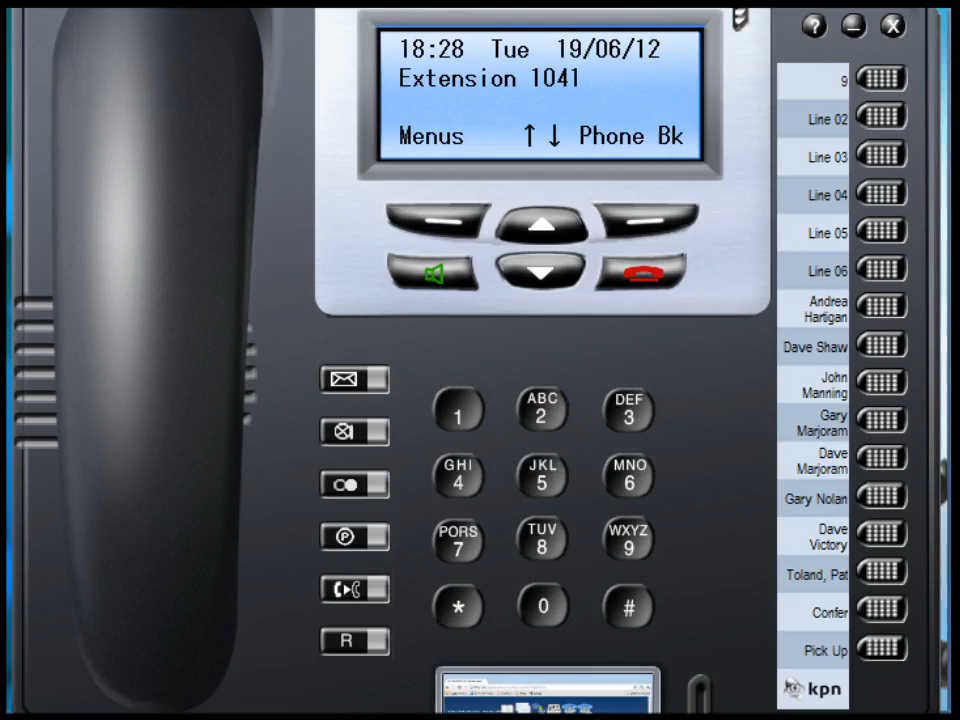 18:28 Tue 19/06/12
Extension 1041
Menus ↑ ↓ Phone Bk
?
X
9
Line 02
Line 03
Line 04
Line 05
Line 06
Andrea
Hartigan
Dave Shaw
John
Manning
Gary
Marjoram
Dave
Marjoram
Gary Nolan
Dave
Victory
Toland, Pat
Confer
Pick Up
kpn
1
ABC
2
DEF
3
GHI
4
JKL
5
MNO
6
PQRS
7
TUV
8
WXYZ
9
*
0
#
P
R